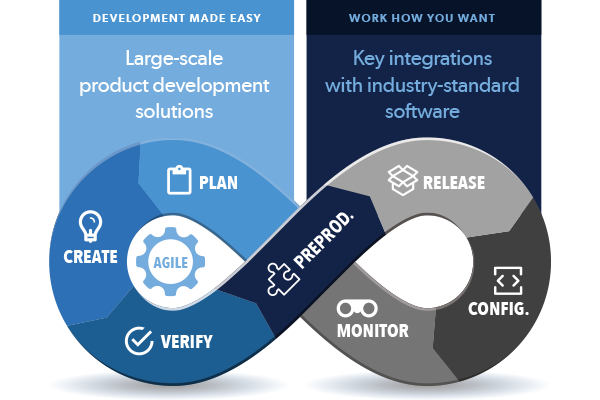 DEVELOPMENT MADE EASY
Large-scale
product development
solutions
WORK HOW YOU WANT
Key integrations
with industry-standard
software
PLAN
CREATE
AGILE
VERIFY
PREPROD.
RELEASE
CONFIG.
MONITOR